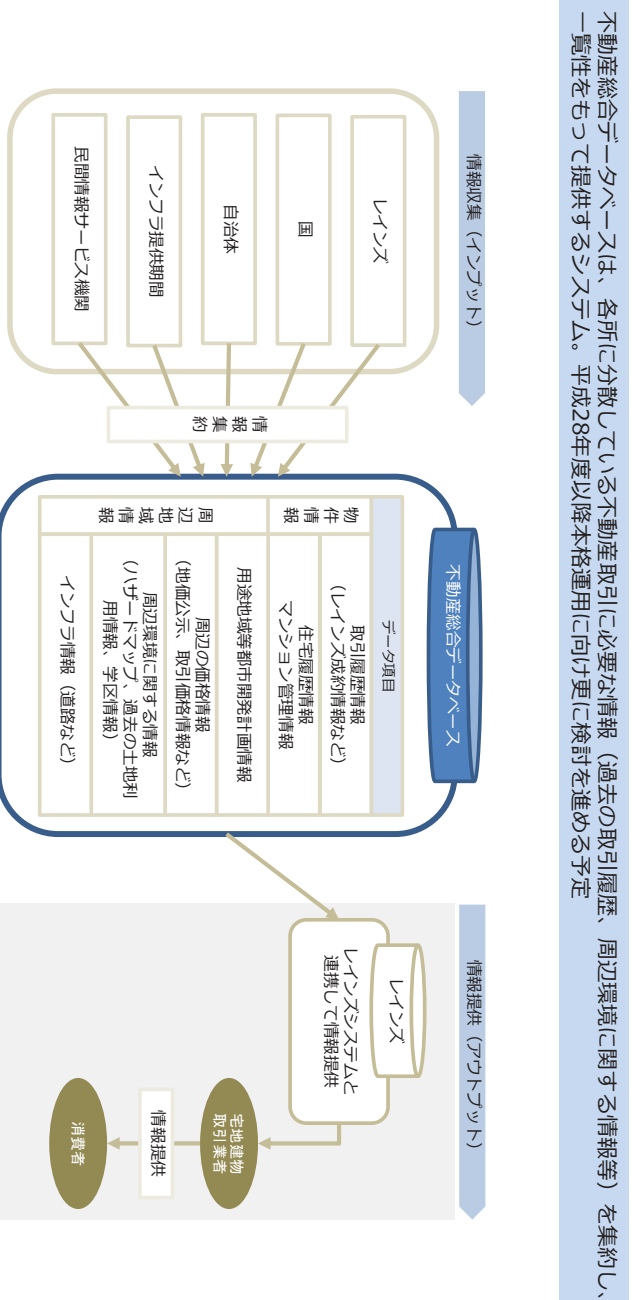 不動産総合データベースは、各所に分散している不動産取引に必要な情報（過去の取引履歴、周辺環境に関する情報等）を集約し、
一覧性をもって提供するシステム。平成28年度以降本格運用に向け更に検討を進める予定
情報収集（インプット）
レインズ
国
自治体
インフラ提供期間
民間情報サービス機関
情報集
約
不動産総合データベース
データ項目
物件情
報
取引履歴情報
（レインズ成約情報など）
住宅履歴情報
マンション管理情報
周辺地域情
報
用途地域等都市開発計画情報
周辺の価格情報
（地価公示、取引価格情報など）
周辺環境に関する情報
（ハザードマップ、過去の土地利
用情報、学区情報）
インフラ情報（道路など）
情報提供（アウトプット）
レインズ
レインズシステムと
連携して情報提供
宅地建物
取引業者
情報提供
消費者